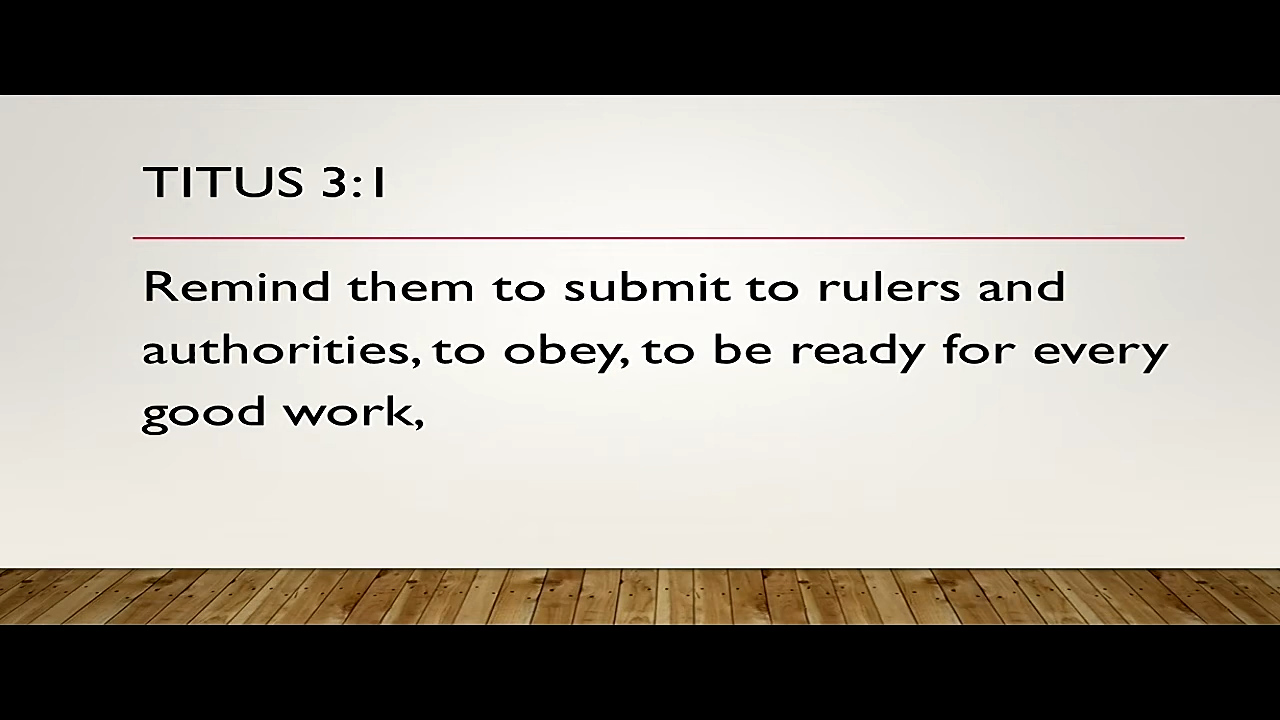 TITUS 3:1
Remind them to submit to rulers and
authorities, to obey, to be ready for every
good work,